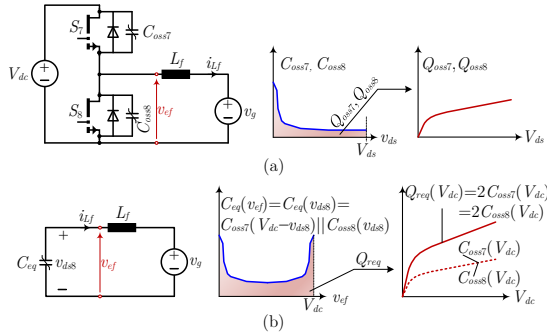 S7
Coss7
Lf
iLf
Vdc
vef
S8
Coss8
vg
Coss7, Coss8
Qoss7, Qoss8
vds
Vds
Qoss7, Qoss8
Vds
(a)
iLf
Lf
Ceq
vds8
vef
vg
Ceq(vef)=Ceq(vds8)=
Coss7(Vdc−vds8)||Coss8(vds8)
Qreq
Vdc
vef
Qreq(Vdc)=2Coss7(Vdc)
=2Coss8(Vdc)
Coss7(Vdc)
Coss8(Vdc)
Vdc
(b)